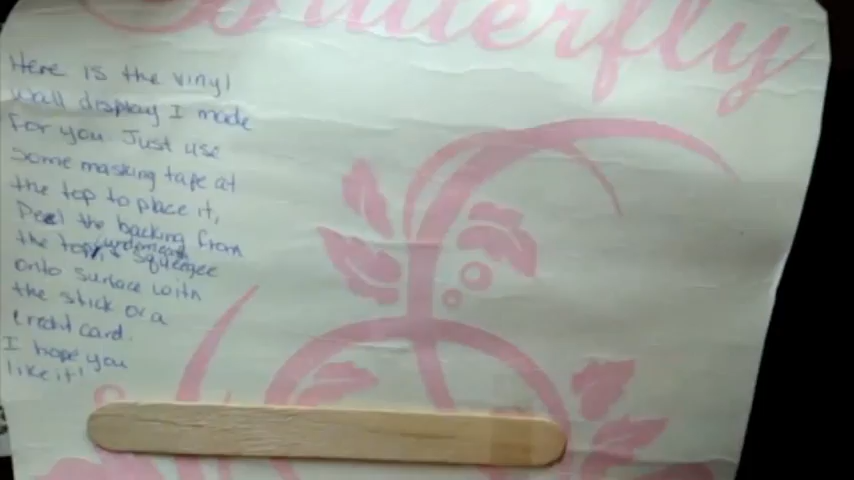 Butterfly
Here is the vinyl
wall display I made
for you. Just use
some masking tape at
the top to place it,
Peel the backing from
the top, (underneath
& squeegee
onto surface with
the stick or a
credit card.
I hope you
like it!